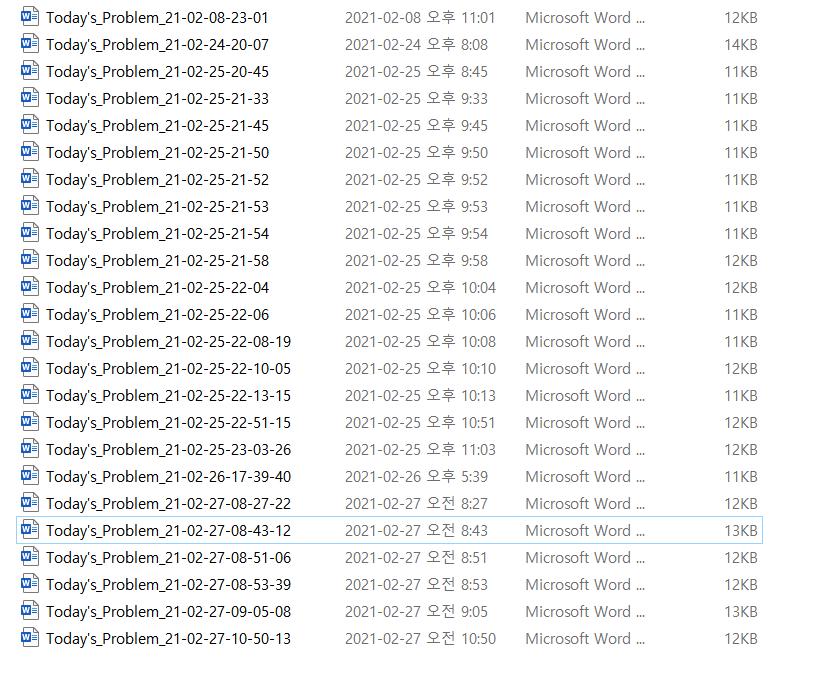 Today's_Problem_21-02-08-23-01 2021-02-08 오후 11:01 Microsoft Word ... 12KB
Today's_Problem_21-02-24-20-07 2021-02-24 오후 8:08 Microsoft Word ... 14KB
Today's_Problem_21-02-25-20-45 2021-02-25 오후 8:45 Microsoft Word ... 11KB
Today's_Problem_21-02-25-21-33 2021-02-25 오후 9:33 Microsoft Word ... 11KB
Today's_Problem_21-02-25-21-45 2021-02-25 오후 9:45 Microsoft Word ... 11KB
Today's_Problem_21-02-25-21-50 2021-02-25 오후 9:50 Microsoft Word ... 11KB
Today's_Problem_21-02-25-21-52 2021-02-25 오후 9:52 Microsoft Word ... 11KB
Today's_Problem_21-02-25-21-53 2021-02-25 오후 9:53 Microsoft Word ... 11KB
Today's_Problem_21-02-25-21-54 2021-02-25 오후 9:54 Microsoft Word ... 11KB
Today's_Problem_21-02-25-21-58 2021-02-25 오후 9:58 Microsoft Word ... 12KB
Today's_Problem_21-02-25-22-04 2021-02-25 오후 10:04 Microsoft Word ... 12KB
Today's_Problem_21-02-25-22-06 2021-02-25 오후 10:06 Microsoft Word ... 11KB
Today's_Problem_21-02-25-22-08-19 2021-02-25 오후 10:08 Microsoft Word ... 11KB
Today's_Problem_21-02-25-22-10-05 2021-02-25 오후 10:10 Microsoft Word ... 12KB
Today's_Problem_21-02-25-22-13-15 2021-02-25 오후 10:13 Microsoft Word ... 11KB
Today's_Problem_21-02-25-22-51-15 2021-02-25 오후 10:51 Microsoft Word ... 12KB
Today's_Problem_21-02-25-23-03-26 2021-02-25 오후 11:03 Microsoft Word ... 12KB
Today's_Problem_21-02-26-17-39-40 2021-02-26 오후 5:39 Microsoft Word ... 11KB
Today's_Problem_21-02-27-08-27-22 2021-02-27 오전 8:27 Microsoft Word ... 12KB
Today's_Problem_21-02-27-08-43-12 2021-02-27 오전 8:43 Microsoft Word ... 13KB
Today's_Problem_21-02-27-08-51-06 2021-02-27 오전 8:51 Microsoft Word ... 12KB
Today's_Problem_21-02-27-08-53-39 2021-02-27 오전 8:53 Microsoft Word ... 12KB
Today's_Problem_21-02-27-09-05-08 2021-02-27 오전 9:05 Microsoft Word ... 13KB
Today's_Problem_21-02-27-10-50-13 2021-02-27 오전 10:50 Microsoft Word ... 12KB